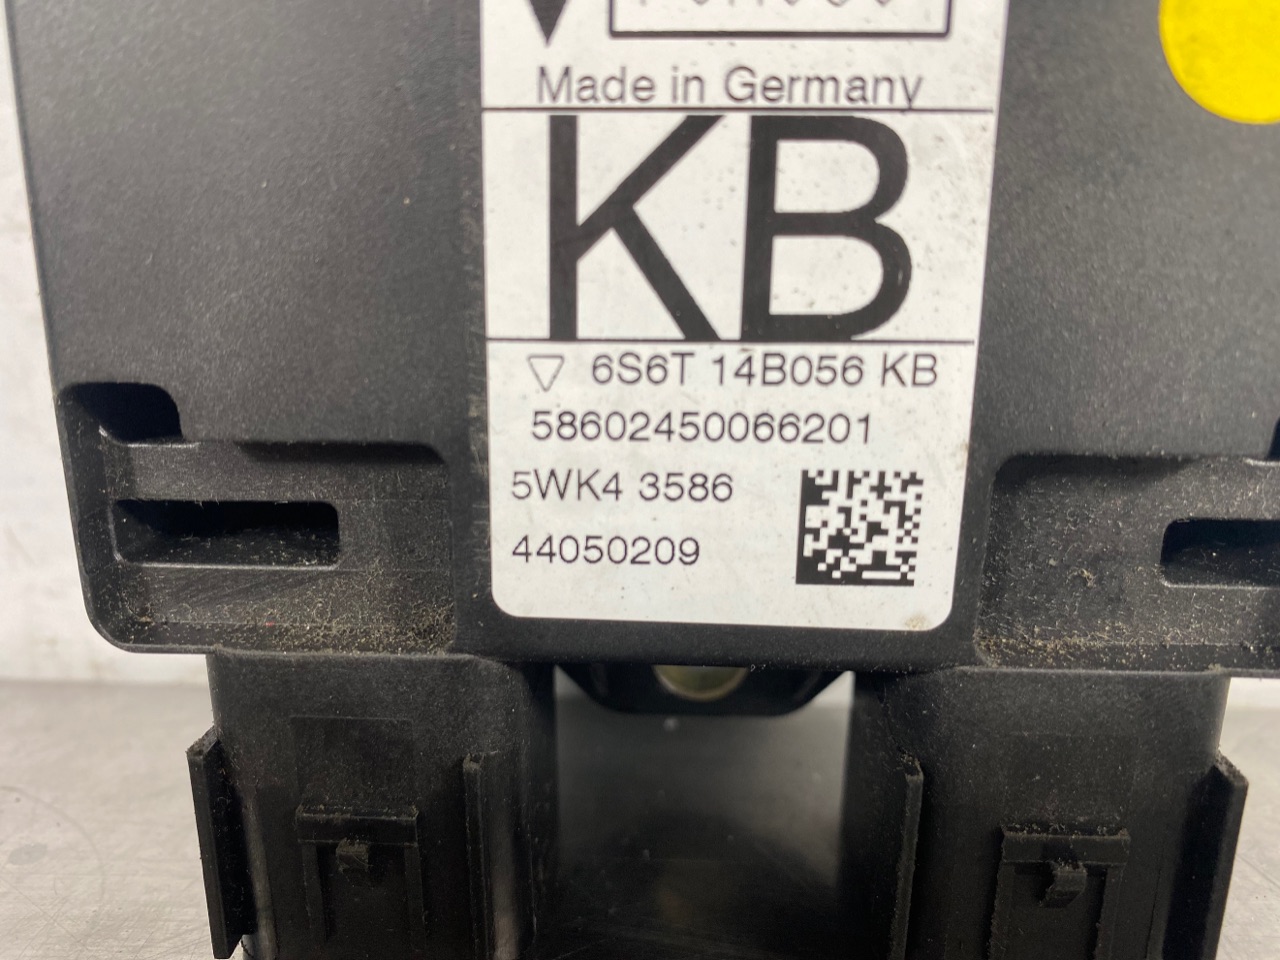 Made in Germany
KB
6S6T 14B056 KB
58602450066201
5WK4 3586
44050209